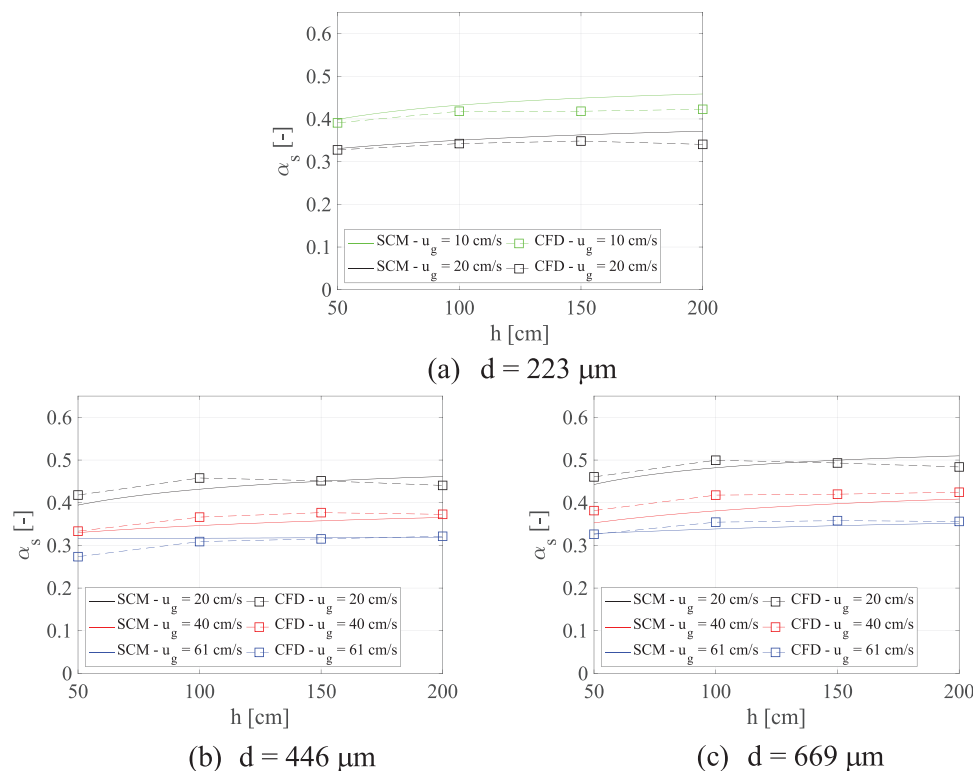 0.6
0.5
0.4
0.3
0.2
0.1
0
α_s [-]
SCM - u_g = 10 cm/s CFD - u_g = 10 cm/s
SCM - u_g = 20 cm/s CFD - u_g = 20 cm/s
50 100 150 200
h [cm]
(a) d = 223 μm
0.6
0.5
0.4
0.3
0.2
0.1
0
α_s [-]
SCM - u_g = 20 cm/s CFD - u_g = 20 cm/s
SCM - u_g = 40 cm/s CFD - u_g = 40 cm/s
SCM - u_g = 61 cm/s CFD - u_g = 61 cm/s
50 100 150 200
h [cm]
(b) d = 446 μm
0.6
0.5
0.4
0.3
0.2
0.1
0
α_s [-]
SCM - u_g = 20 cm/s CFD - u_g = 20 cm/s
SCM - u_g = 40 cm/s CFD - u_g = 40 cm/s
SCM - u_g = 61 cm/s CFD - u_g = 61 cm/s
50 100 150 200
h [cm]
(c) d = 669 μm